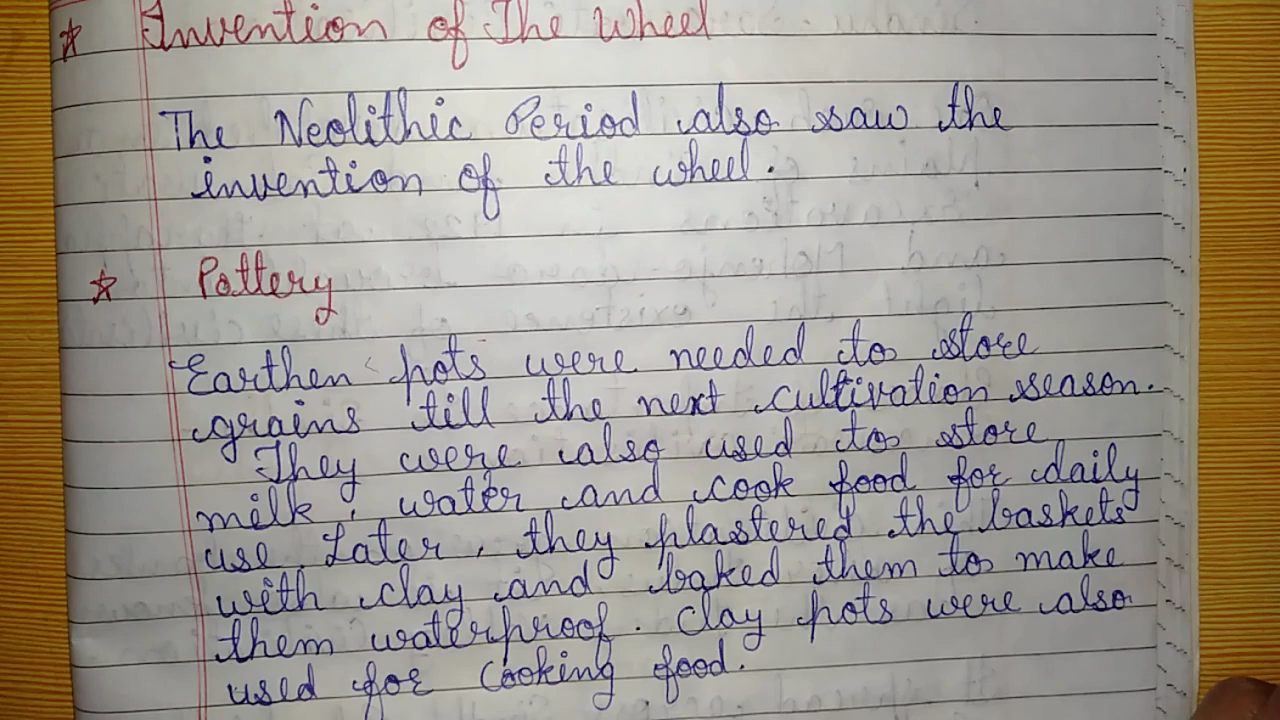 ☆ Invention of The Wheel
The Neolithic Period also saw the
invention of the wheel.
☆ Pottery
Earthen pots were needed to store
grains till the next cultivation season.
They were also used to store
milk, water and cook food for daily
use. Later, they plastered the baskets
with clay and baked them to make
them waterproof. Clay pots were also
used for cooking food.